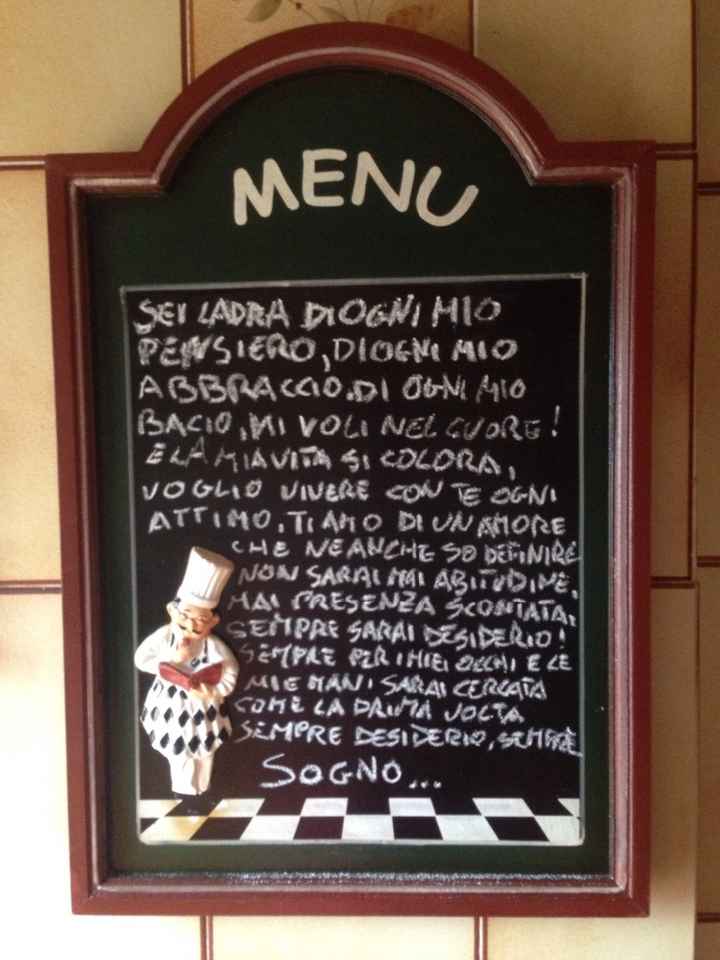 MENU
SEI LADRA DI OGNI MIO
PENSIERO, DI OGNI MIO
ABBRACCIO. DI OGNI MIO
BACIO, MI VOLI NEL CUORE!
E LA MIA VITA SI COLORA,
VOGLIO VIVERE CON TE OGNI
ATTIMO. TI AMO DI UN AMORE
CHE NEANCHE SO DEFINIRE
NON SARAI MAI ABITUDINE,
MAI PRESENZA SCONTATA,
SEMPRE SARAI DESIDERIO!
SEMPRE PER I MIEI OCCHI E LE
MIE MANI SARAI CERCATA
COME LA PRIMA VOLTA
SEMPRE DESIDERIO, SEMPRE
SOGNO...